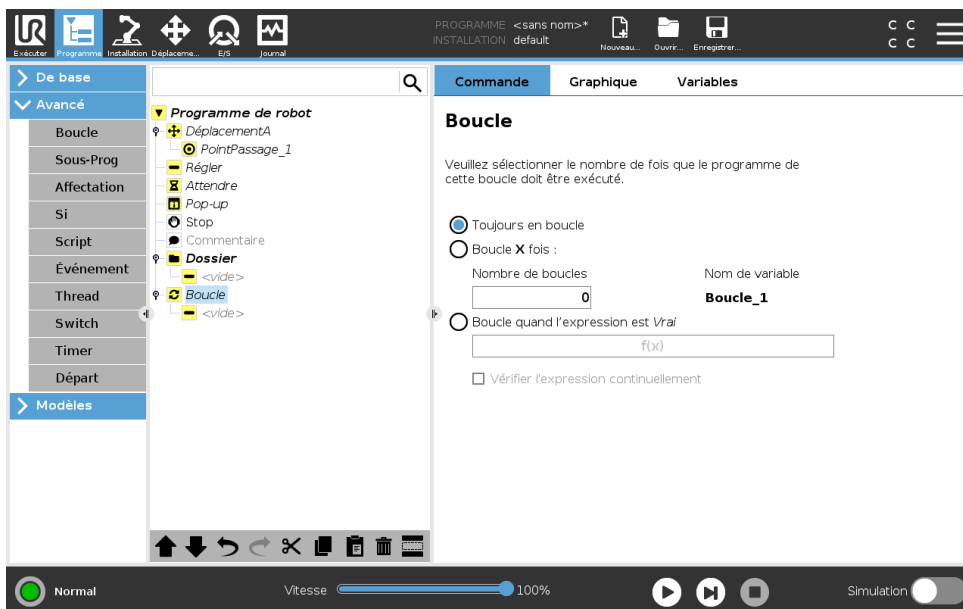 UR
PROGRAMME <sans nom>*
INSTALLATION default
Exécuter Programme Installation Déplaceme... E/S Journal Nouveau... Ouvrir... Enregistrer...
C C
C C
De base
Avancé
Boucle
Sous-Prog
Affectation
Si
Script
Événement
Thread
Switch
Timer
Départ
Modèles
Programme de robot
DéplacementA
PointPassage_1
Régler
Attendre
Pop-up
Stop
Commentaire
Dossier
<vide>
Boucle
<vide>
Commande Graphique Variables
Boucle
Veuillez sélectionner le nombre de fois que le programme de
cette boucle doit être exécuté.
Toujours en boucle
Boucle X fois :
Nombre de boucles Nom de variable
0 Boucle_1
Boucle quand l'expression est Vrai
f(x)
Vérifier l'expression continuellement
Normal Vitesse 100% Simulation